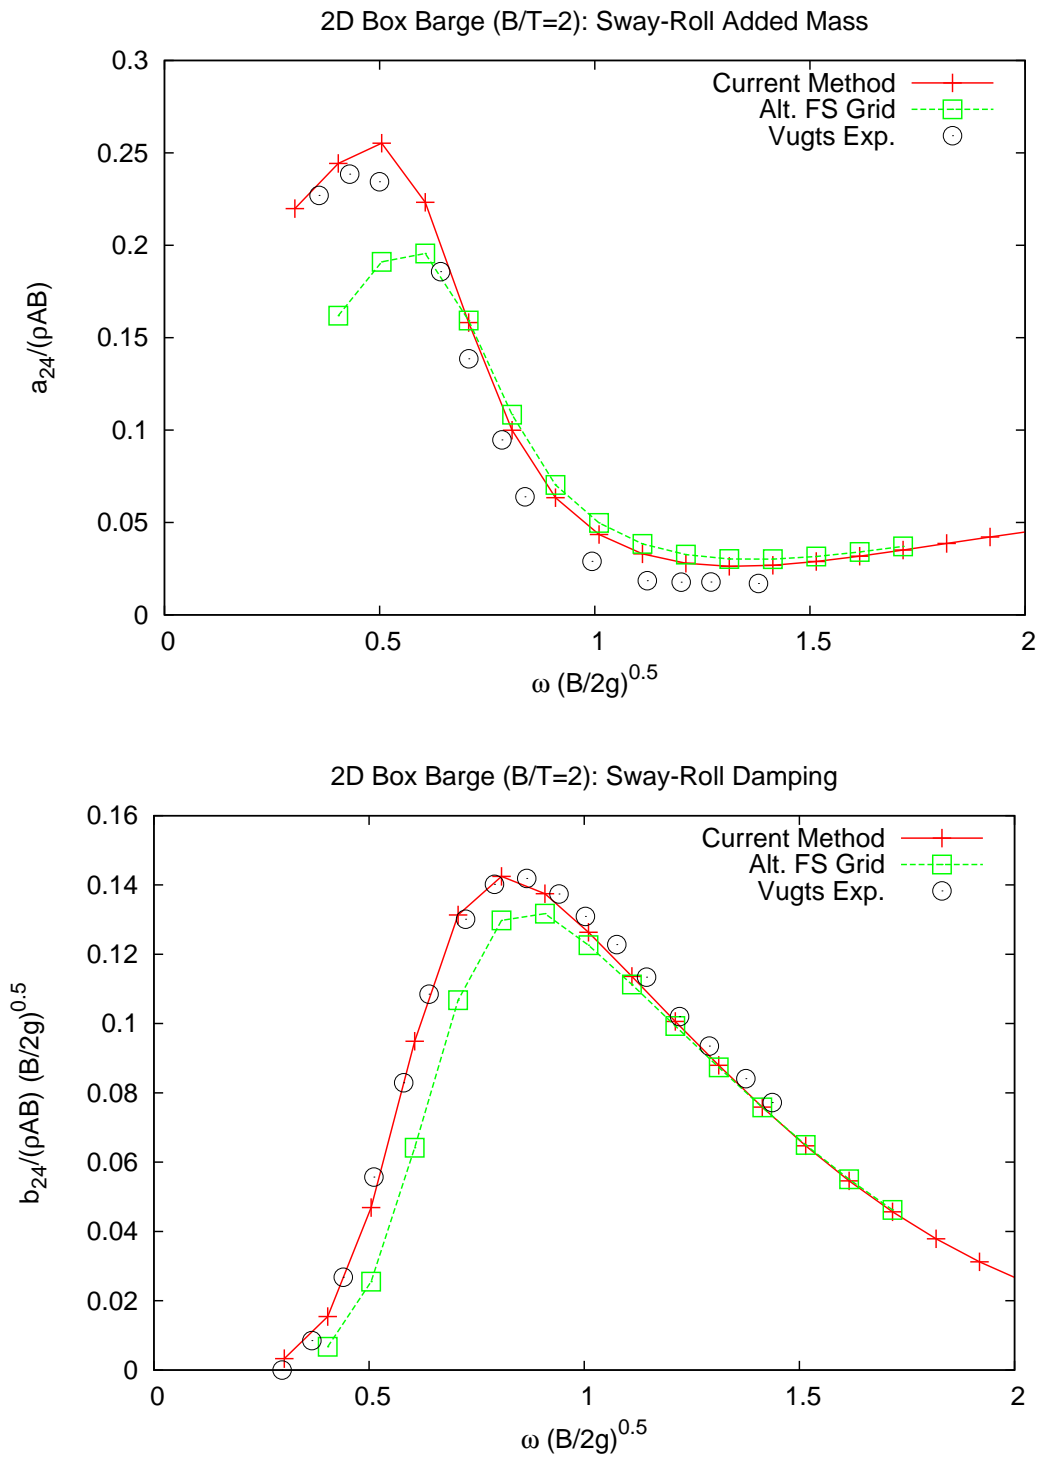 2D Box Barge (B/T=2): Sway-Roll Added Mass
0.3
0.25
0.2
0.15
0.1
0.05
0
a24/(ρAB)
Current Method
Alt. FS Grid
Vugts Exp.
0 0.5 1 1.5 2
ω (B/2g)^0.5
2D Box Barge (B/T=2): Sway-Roll Damping
0.16
0.14
0.12
0.1
0.08
0.06
0.04
0.02
0
b24/(ρAB) (B/2g)^0.5
Current Method
Alt. FS Grid
Vugts Exp.
0 0.5 1 1.5 2
ω (B/2g)^0.5